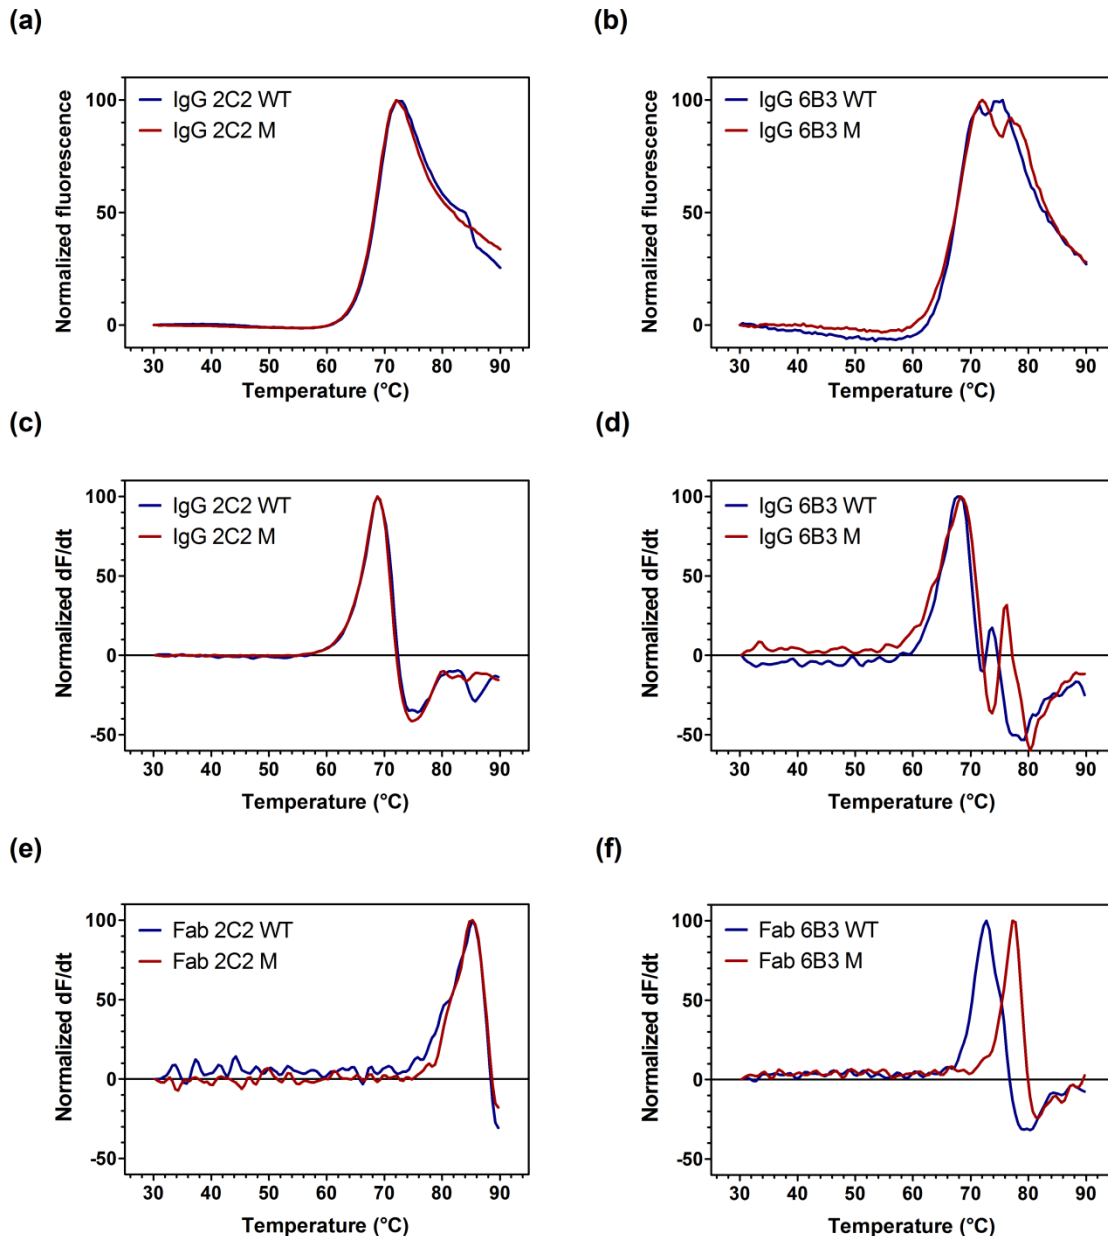 (a)
IgG 2C2 WT
IgG 2C2 M
Normalized fluorescence
100
50
0
30 40 50 60 70 80 90
Temperature (°C)
(b)
IgG 6B3 WT
IgG 6B3 M
Normalized fluorescence
100
50
0
30 40 50 60 70 80 90
Temperature (°C)
(c)
IgG 2C2 WT
IgG 2C2 M
Normalized dF/dt
100
50
0
-50
30 40 50 60 70 80 90
Temperature (°C)
(d)
IgG 6B3 WT
IgG 6B3 M
Normalized dF/dt
100
50
0
-50
30 40 50 60 70 80 90
Temperature (°C)
(e)
Fab 2C2 WT
Fab 2C2 M
Normalized dF/dt
100
50
0
-50
30 40 50 60 70 80 90
Temperature (°C)
(f)
Fab 6B3 WT
Fab 6B3 M
Normalized dF/dt
100
50
0
-50
30 40 50 60 70 80 90
Temperature (°C)